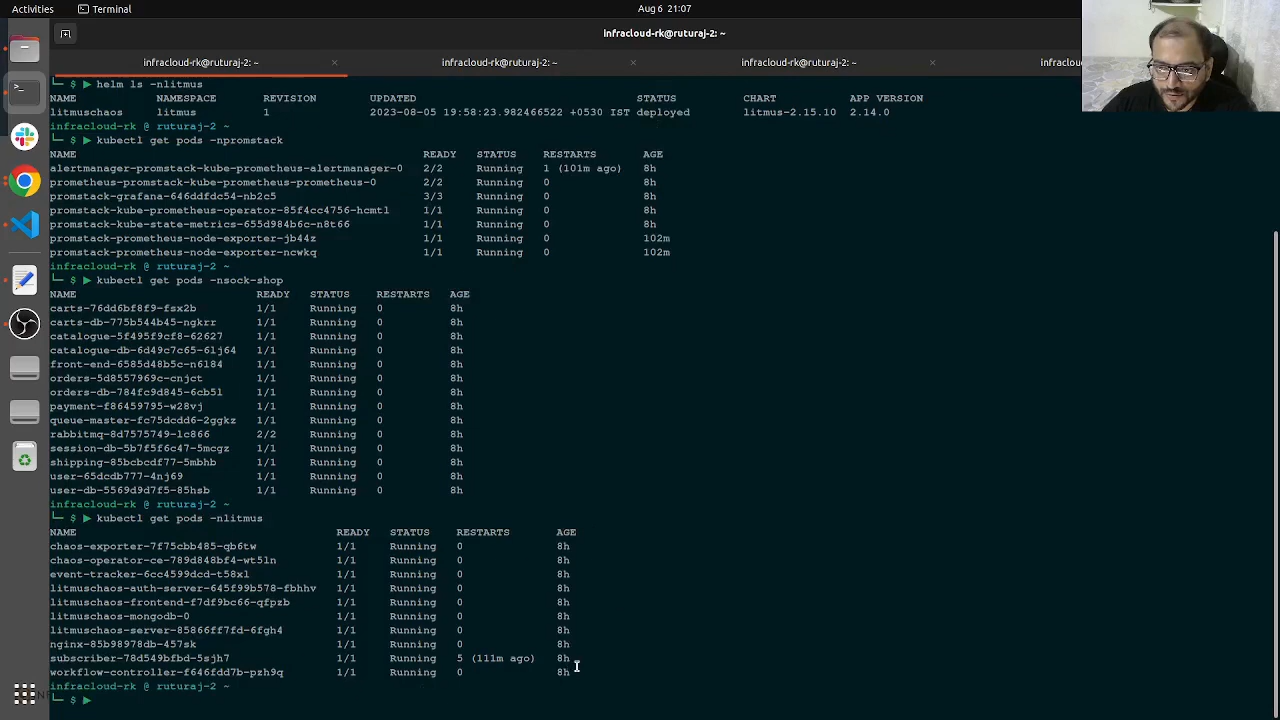 Activities Terminal Aug 6 21:07
infracloud-rk@ruturaj-2: ~
infracloud-rk@ruturaj-2: ~ × infracloud-rk@ruturaj-2: ~ × infracloud-rk@ruturaj-2: ~ × infraclou
└─ $ ▶ helm ls -nlitmus
NAME NAMESPACE REVISION UPDATED STATUS CHART APP VERSION
litmuschaos litmus 1 2023-08-05 19:58:23.982466522 +0530 IST deployed litmus-2.15.10 2.14.0
infracloud-rk @ ruturaj-2 ~
└─ $ ▶ kubectl get pods -npromstack
NAME READY STATUS RESTARTS AGE
alertmanager-promstack-kube-prometheus-alertmanager-0 2/2 Running 1 (101m ago) 8h
prometheus-promstack-kube-prometheus-prometheus-0 2/2 Running 0 8h
promstack-grafana-646ddfdc54-nb2c5 3/3 Running 0 8h
promstack-kube-prometheus-operator-85f4cc4756-hcmtl 1/1 Running 0 8h
promstack-kube-state-metrics-655d984b6c-n8t66 1/1 Running 0 8h
promstack-prometheus-node-exporter-jb44z 1/1 Running 0 102m
promstack-prometheus-node-exporter-ncwkq 1/1 Running 0 102m
infracloud-rk @ ruturaj-2 ~
└─ $ ▶ kubectl get pods -nsock-shop
NAME READY STATUS RESTARTS AGE
carts-76dd6bf8f9-fsx2b 1/1 Running 0 8h
carts-db-775b544b45-ngkrr 1/1 Running 0 8h
catalogue-5f495f9cf8-62627 1/1 Running 0 8h
catalogue-db-6d49c7c65-6lj64 1/1 Running 0 8h
front-end-6585d48b5c-n6l84 1/1 Running 0 8h
orders-5d8557969c-cnjct 1/1 Running 0 8h
orders-db-784fc9d845-6cb5l 1/1 Running 0 8h
payment-f86459795-w28vj 1/1 Running 0 8h
queue-master-fc75dcdd6-2ggkz 1/1 Running 0 8h
rabbitmq-8d7575749-lc866 2/2 Running 0 8h
session-db-5b7f5f6c47-5mcgz 1/1 Running 0 8h
shipping-85bcbcdf77-5mbhb 1/1 Running 0 8h
user-65dcdb777-4nj69 1/1 Running 0 8h
user-db-5569d9d7f5-85hsb 1/1 Running 0 8h
infracloud-rk @ ruturaj-2 ~
└─ $ ▶ kubectl get pods -nlitmus
NAME READY STATUS RESTARTS AGE
chaos-exporter-7f75cbb485-qb6tw 1/1 Running 0 8h
chaos-operator-ce-789d848bf4-wt5ln 1/1 Running 0 8h
event-tracker-6cc4599dcd-t58xl 1/1 Running 0 8h
litmuschaos-auth-server-645f99b578-fbhhv 1/1 Running 0 8h
litmuschaos-frontend-f7df9bc66-qfpzb 1/1 Running 0 8h
litmuschaos-mongodb-0 1/1 Running 0 8h
litmuschaos-server-85866ff7fd-6fgh4 1/1 Running 0 8h
nginx-85b98978db-457sk 1/1 Running 0 8h
subscriber-78d549bfbd-5sjh7 1/1 Running 5 (111m ago) 8h
workflow-controller-f646fdd7b-pzh9q 1/1 Running 0 8h
infracloud-rk @ ruturaj-2 ~
└─ $ ▶